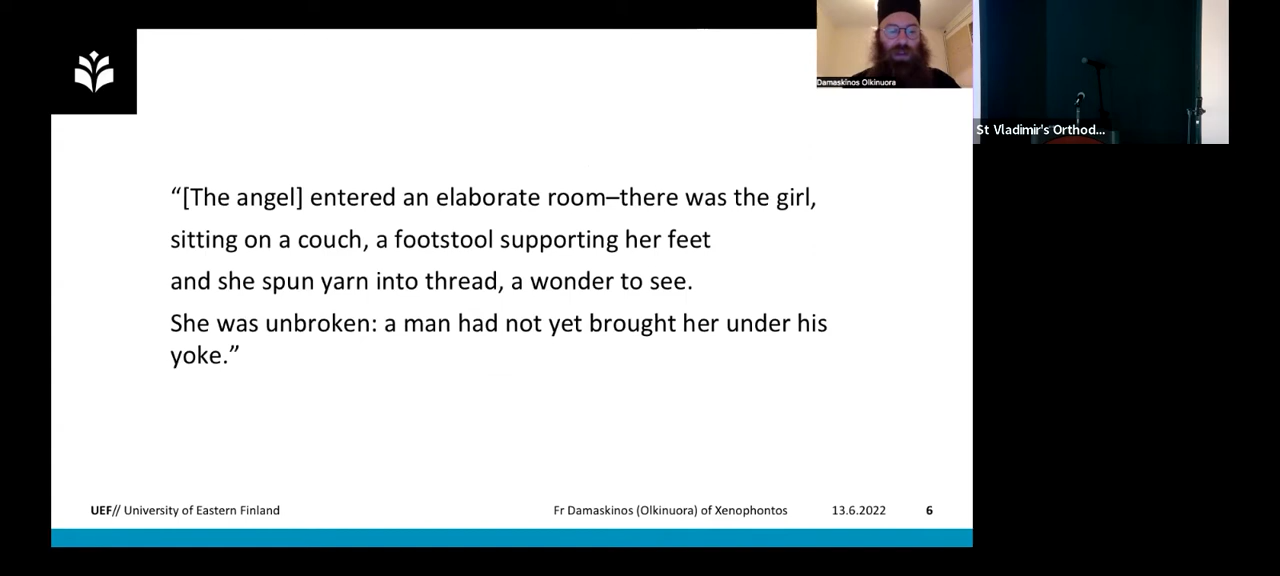 Damaskinos Olkinuora
St Vladimir's Orthod...
“[The angel] entered an elaborate room–there was the girl,
sitting on a couch, a footstool supporting her feet
and she spun yarn into thread, a wonder to see.
She was unbroken: a man had not yet brought her under his
yoke.”
UEF// University of Eastern Finland
Fr Damaskinos (Olkinuora) of Xenophontos
13.6.2022
6